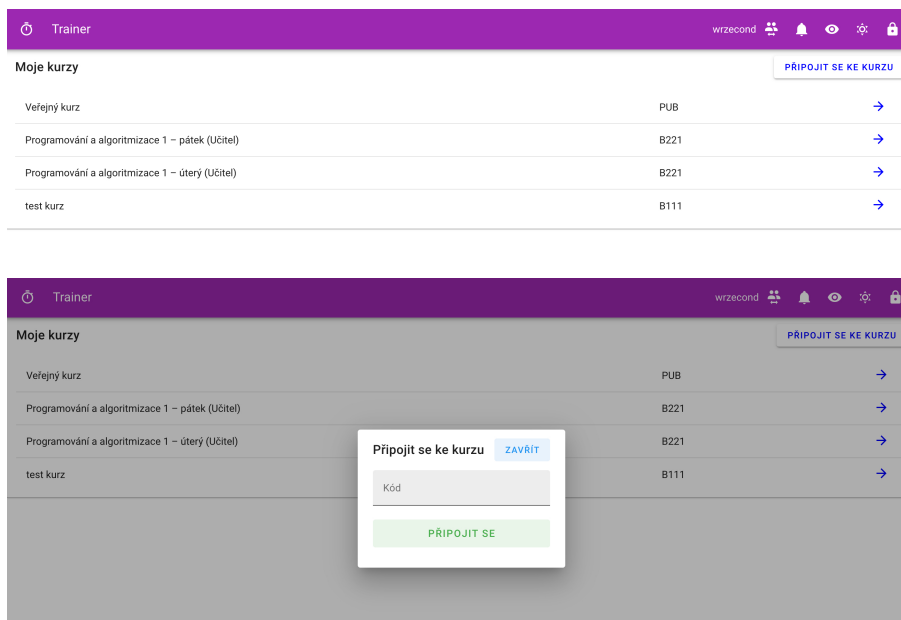 Trainer wrzecond
Moje kurzy PŘIPOJIT SE KE KURZU
Veřejný kurz PUB
Programování a algoritmizace 1 – pátek (Učitel) B221
Programování a algoritmizace 1 – úterý (Učitel) B221
test kurz B111
Trainer wrzecond
Moje kurzy PŘIPOJIT SE KE KURZU
Veřejný kurz PUB
Programování a algoritmizace 1 – pátek (Učitel) B221
Programování a algoritmizace 1 – úterý (Učitel) B221
test kurz B111
Připojit se ke kurzu ZAVŘÍT
Kód
PŘIPOJIT SE